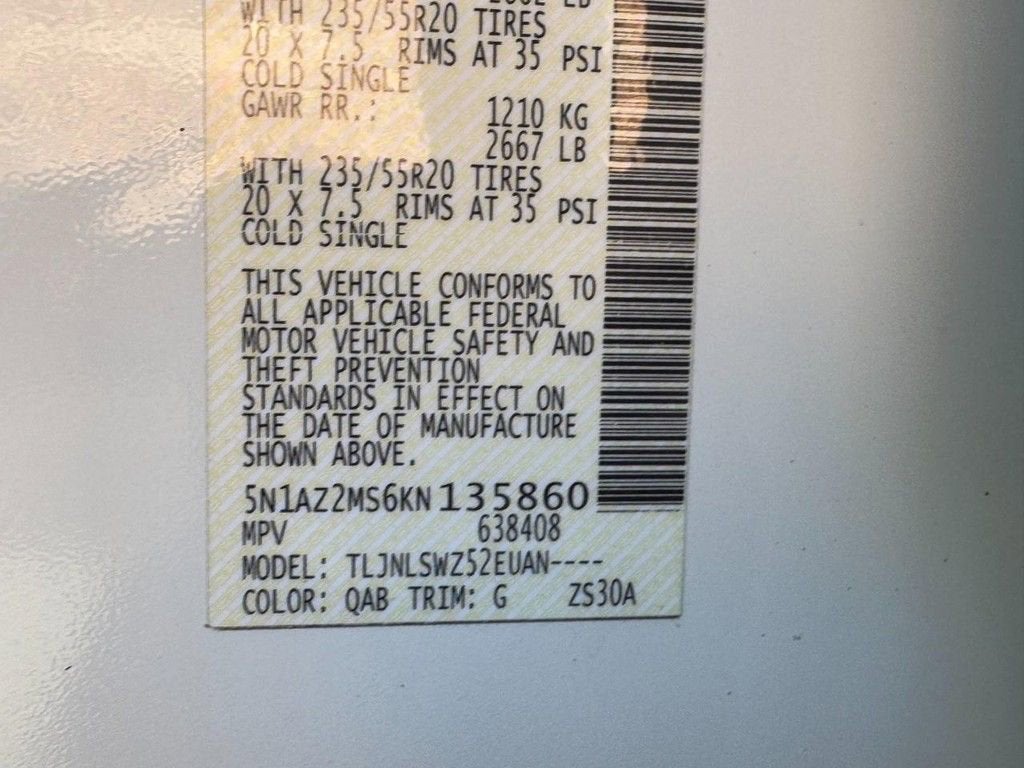 WITH 235/55R20 TIRES
20 X 7.5 RIMS AT 35 PSI
COLD SINGLE
GAWR RR.: 1210 KG
2667 LB
WITH 235/55R20 TIRES
20 X 7.5 RIMS AT 35 PSI
COLD SINGLE
THIS VEHICLE CONFORMS TO
ALL APPLICABLE FEDERAL
MOTOR VEHICLE SAFETY AND
THEFT PREVENTION
STANDARDS IN EFFECT ON
THE DATE OF MANUFACTURE
SHOWN ABOVE.
5N1AZ2MS6KN135860
MPV 638408
MODEL: TLJNLSWZ52EUAN----
COLOR: QAB TRIM: G ZS30A